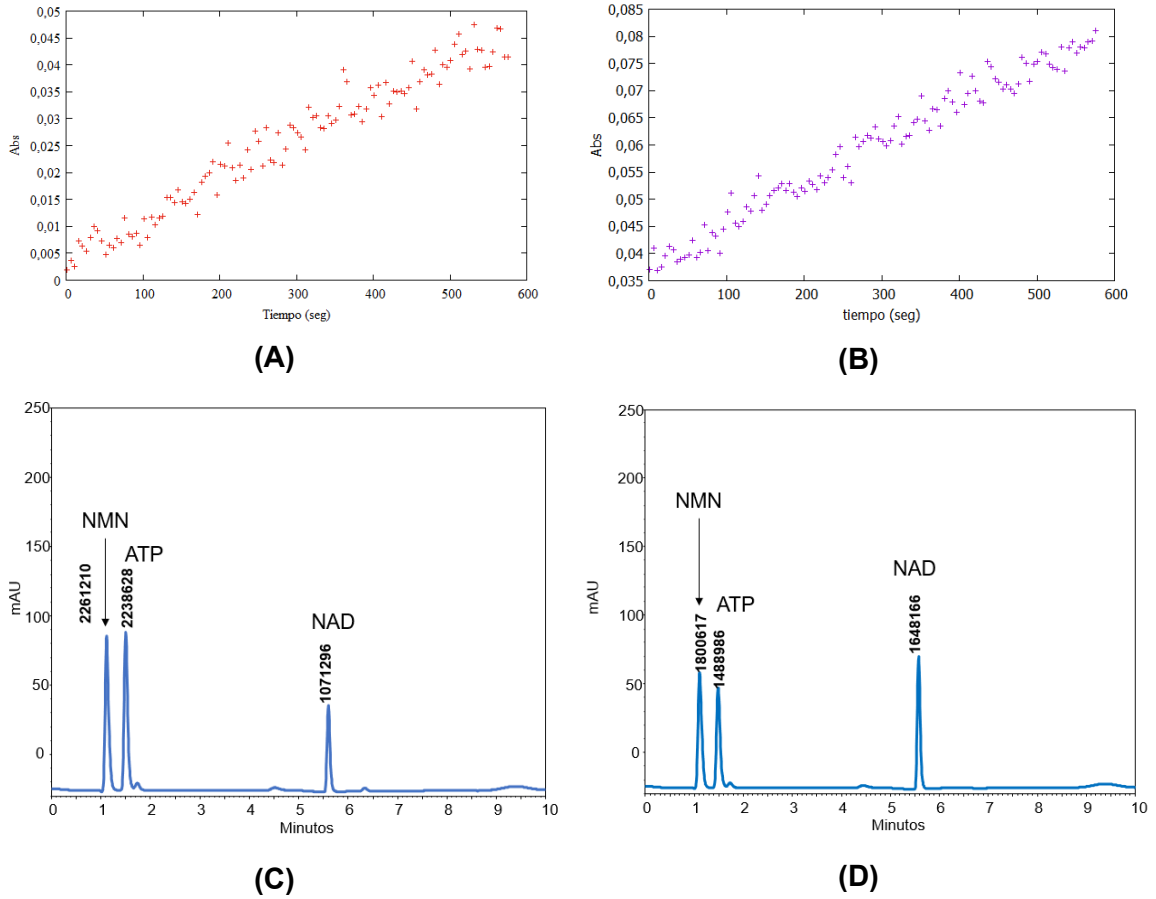 0,05
0,045
0,04
0,035
0,03
0,025
0,02
0,015
0,01
0,005
0
Abs
0 100 200 300 400 500 600
Tiempo (seg)
(A)
0,085
0,08
0,075
0,07
0,065
0,06
0,055
0,05
0,045
0,04
0,035
Abs
0 100 200 300 400 500 600
tiempo (seg)
(B)
250
200
150
100
50
0
mAU
NMN
2261210
ATP
2238628
NAD
1071296
0 1 2 3 4 5 6 7 8 9 10
Minutos
(C)
250
200
150
100
50
0
mAU
NMN
1800617
ATP
1488986
NAD
1648166
0 1 2 3 4 5 6 7 8 9 10
Minutos
(D)